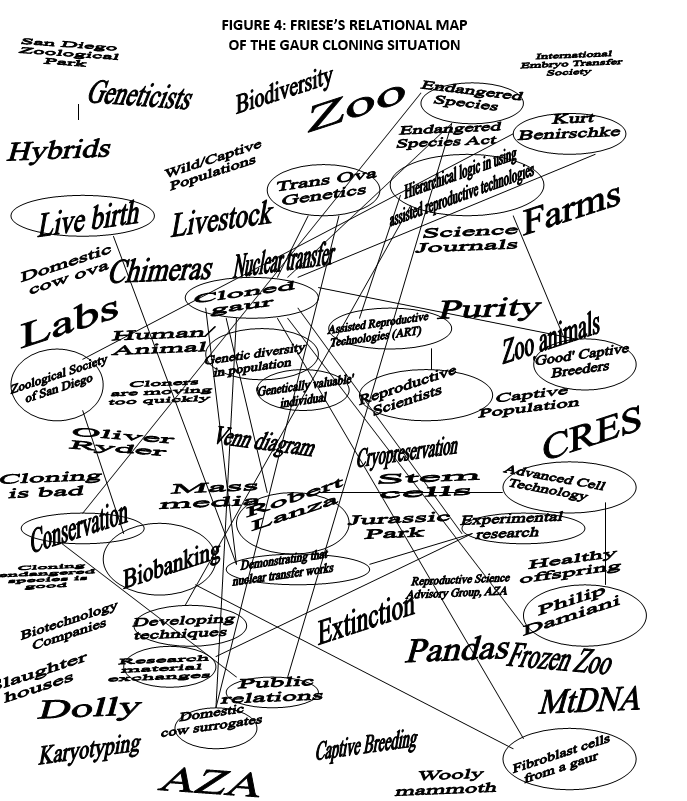 FIGURE 4: FRIESE'S RELATIONAL MAP
OF THE GAUR CLONING SITUATION
San Diego
Zoological
Park
International
Embryo Transfer
Society
Geneticists
Biodiversity
Zoo
Endangered
Species
Endangered
Species Act
Kurt
Benirschke
Hybrids
Wild/Captive
Populations
Trans Ova
Genetics
Hierarchical logic in using
assisted reproductive technologies
Live birth
Livestock
Science
Journals
Farms
Domestic
cow ova
Chimeras
Nuclear transfer
Cloned
gaur
Labs
Human/
Animal
Assisted Reproductive
Technologies (ART)
Purity
Zoo animals
Zoological Society
of San Diego
Genetic diversity
in population
'Good' Captive
Breeders
Cloners
are moving
too quickly
Genetically valuable'
individual
Reproductive
Scientists
Captive
Population
Oliver
Ryder
Venn diagram
Cryopreservation
CRES
Cloning
is bad
Mass
media
Robert
Lanza
Stem
cells
Advanced Cell
Technology
Conservation
Jurassic
Park
Experimental
research
Biobanking
Demonstrating that
nuclear transfer works
Healthy
offspring
Cloning
endangered
species is
good
Reproductive Science
Advisory Group, AZA
Philip
Damiani
Biotechnology
Companies
Developing
techniques
Extinction
Slaughter
houses
Research
material
exchanges
Pandas
Frozen Zoo
Public
relations
Dolly
Domestic
cow surrogates
MtDNA
Karyotyping
Captive Breeding
Fibroblast cells
from a gaur
AZA
Wooly
mammoth